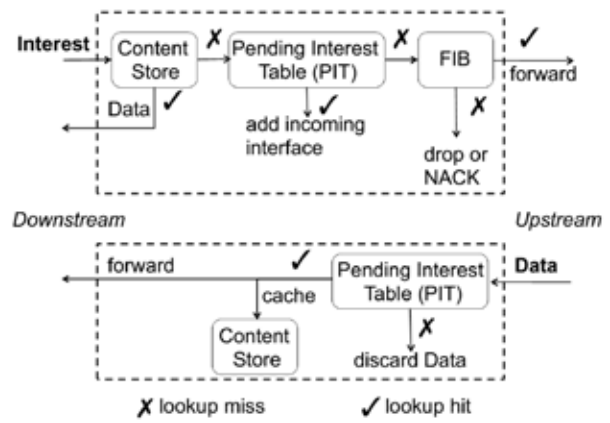 Interest
Content
Store
Pending Interest
Table (PIT)
FIB
forward
Data
add incoming
interface
drop or
NACK
Downstream
Upstream
forward
cache
Pending Interest
Table (PIT)
Data
Content
Store
discard Data
✗ lookup miss
✓ lookup hit